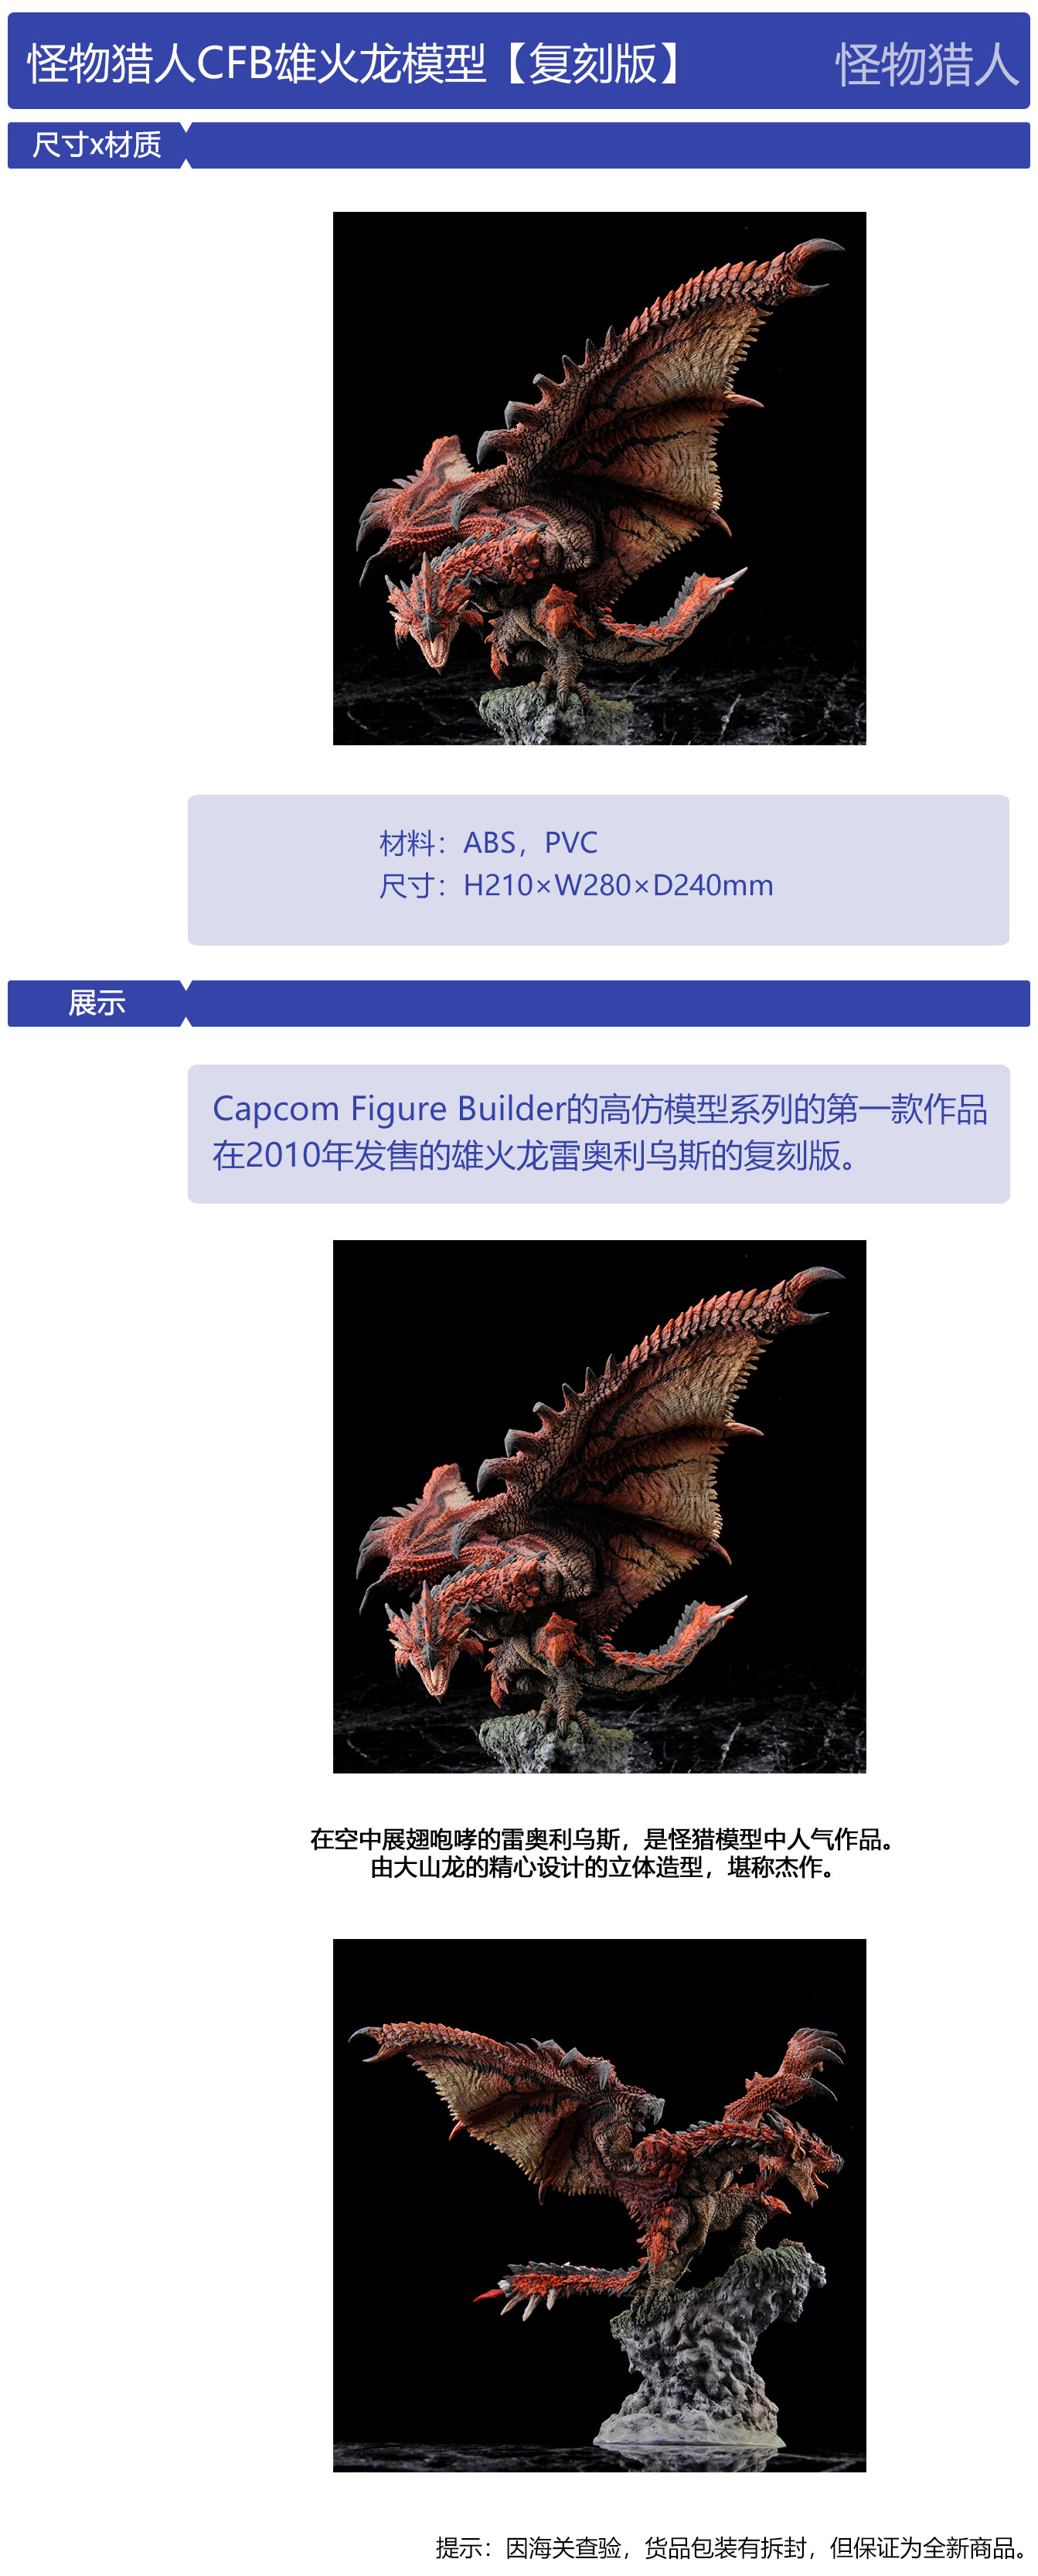 怪物猎人CFB雄火龙模型【复刻版】
怪物猎人
尺寸x材质
材料：ABS，PVC
尺寸：H210×W280×D240mm
展示
Capcom Figure Builder的高仿模型系列的第一款作品
在2010年发售的雄火龙雷奥利乌斯的复刻版。
在空中展翅咆哮的雷奥利乌斯，是怪猎模型中人气作品。
由大山龙的精心设计的立体造型，堪称杰作。
提示：因海关查验，货品包装有拆封，但保证为全新商品。